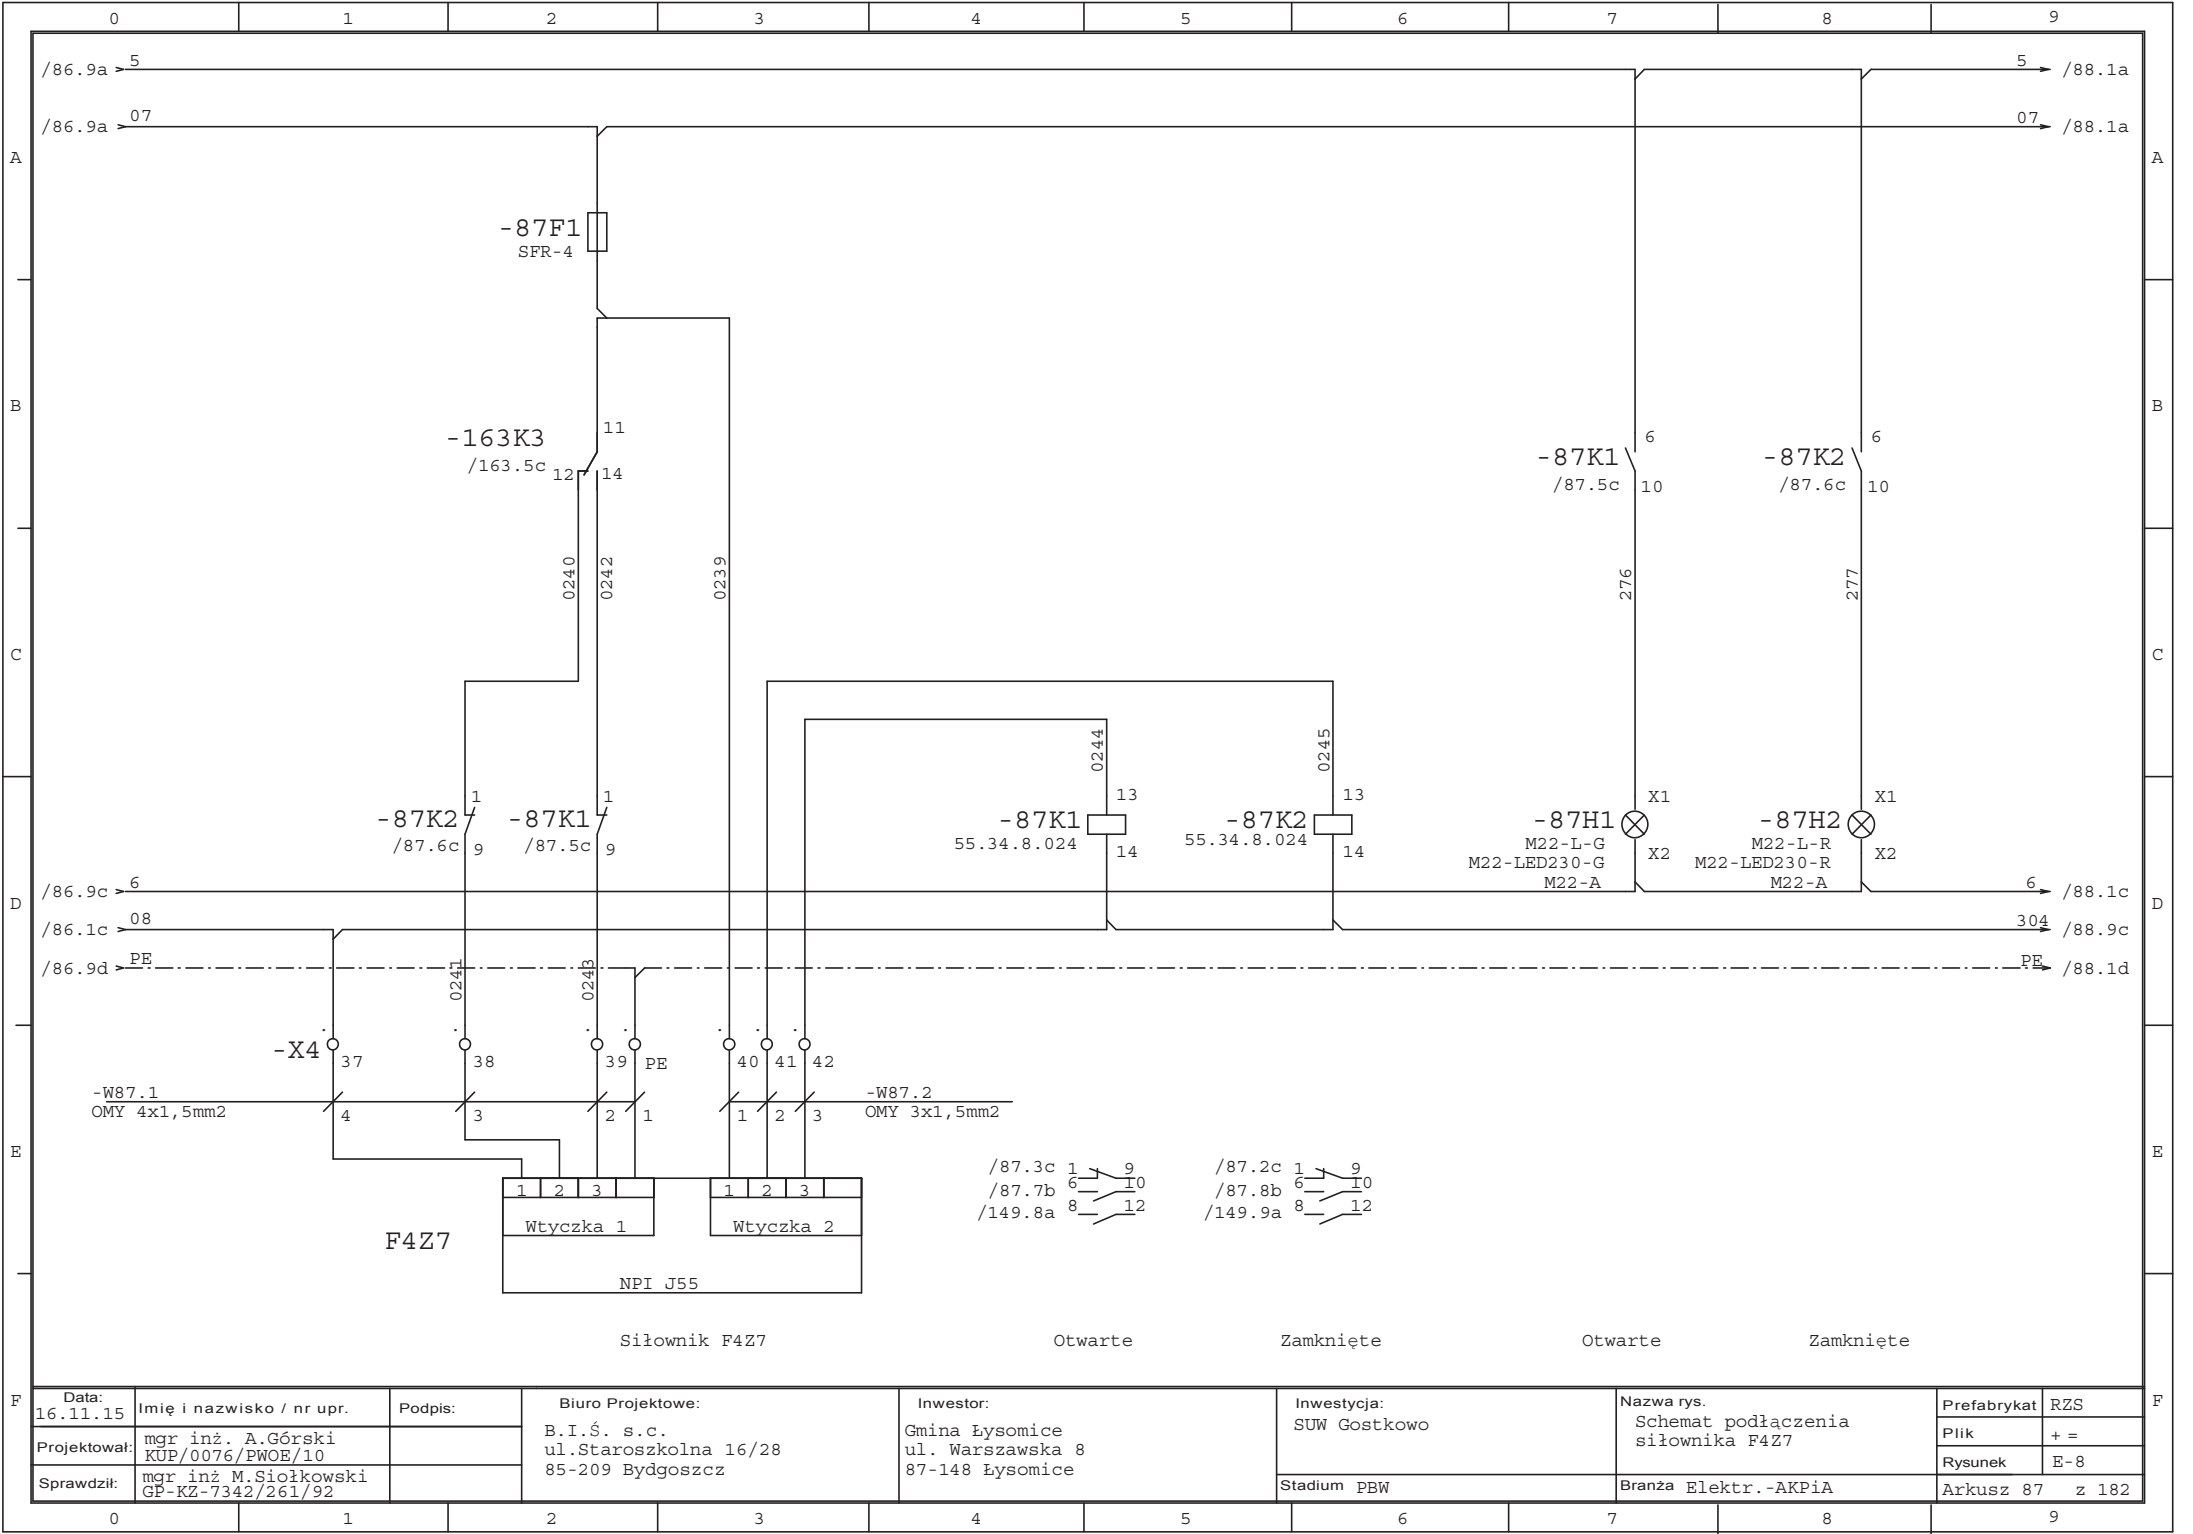 0 1 2 3 4 5 6 7 8 9
/86.9a 5 5 /88.1a
/86.9a 07 07 /88.1a
A A
-87F1
SFR-4
B B
-163K3 11
/163.5c 12 14
-87K1 6
/87.5c 10
-87K2 6
/87.6c 10
0240 0242 0239 276 277
C C
0244 0245
-87K2 1
/87.6c 9
-87K1 1
/87.5c 9
-87K1 13
55.34.8.024 14
-87K2 13
55.34.8.024 14
-87H1 X1
M22-L-G X2
M22-LED230-G
M22-A
-87H2 X1
M22-L-R X2
M22-LED230-R
M22-A
/86.9c 6 6 /88.1c
D D
/86.1c 08 304 /88.9c
/86.9d PE PE /88.1d
0241 0243
-X4 37 38 39 PE 40 41 42
-W87.1
OMY 4x1,5mm2
4 3 2 1 1 2 3
-W87.2
OMY 3x1,5mm2
E E
/87.3c 1 9
/87.7b 6 10
/149.8a 8 12
/87.2c 1 9
/87.8b 6 10
/149.9a 8 12
1 2 3 1 2 3
Wtyczka 1 Wtyczka 2
F4Z7
NPI J55
Siłownik F4Z7 Otwarte Zamknięte Otwarte Zamknięte
F F
Data:
16.11.15
Imię i nazwisko / nr upr.
Podpis:
Projektował:
mgr inż. A.Górski
KUP/0076/PWOE/10
Sprawdził:
mgr inż M.Siołkowski
GP-KZ-7342/261/92
Biuro Projektowe:
B.I.Ś. s.c.
ul.Staroszkolna 16/28
85-209 Bydgoszcz
Inwestor:
Gmina Łysomice
ul. Warszawska 8
87-148 Łysomice
Inwestycja:
SUW Gostkowo
Stadium PBW
Nazwa rys.
Schemat podłączenia
siłownika F4Z7
Branża Elektr.-AKPiA
Prefabrykat RZS
Plik + =
Rysunek E-8
Arkusz 87 z 182
0 1 2 3 4 5 6 7 8 9